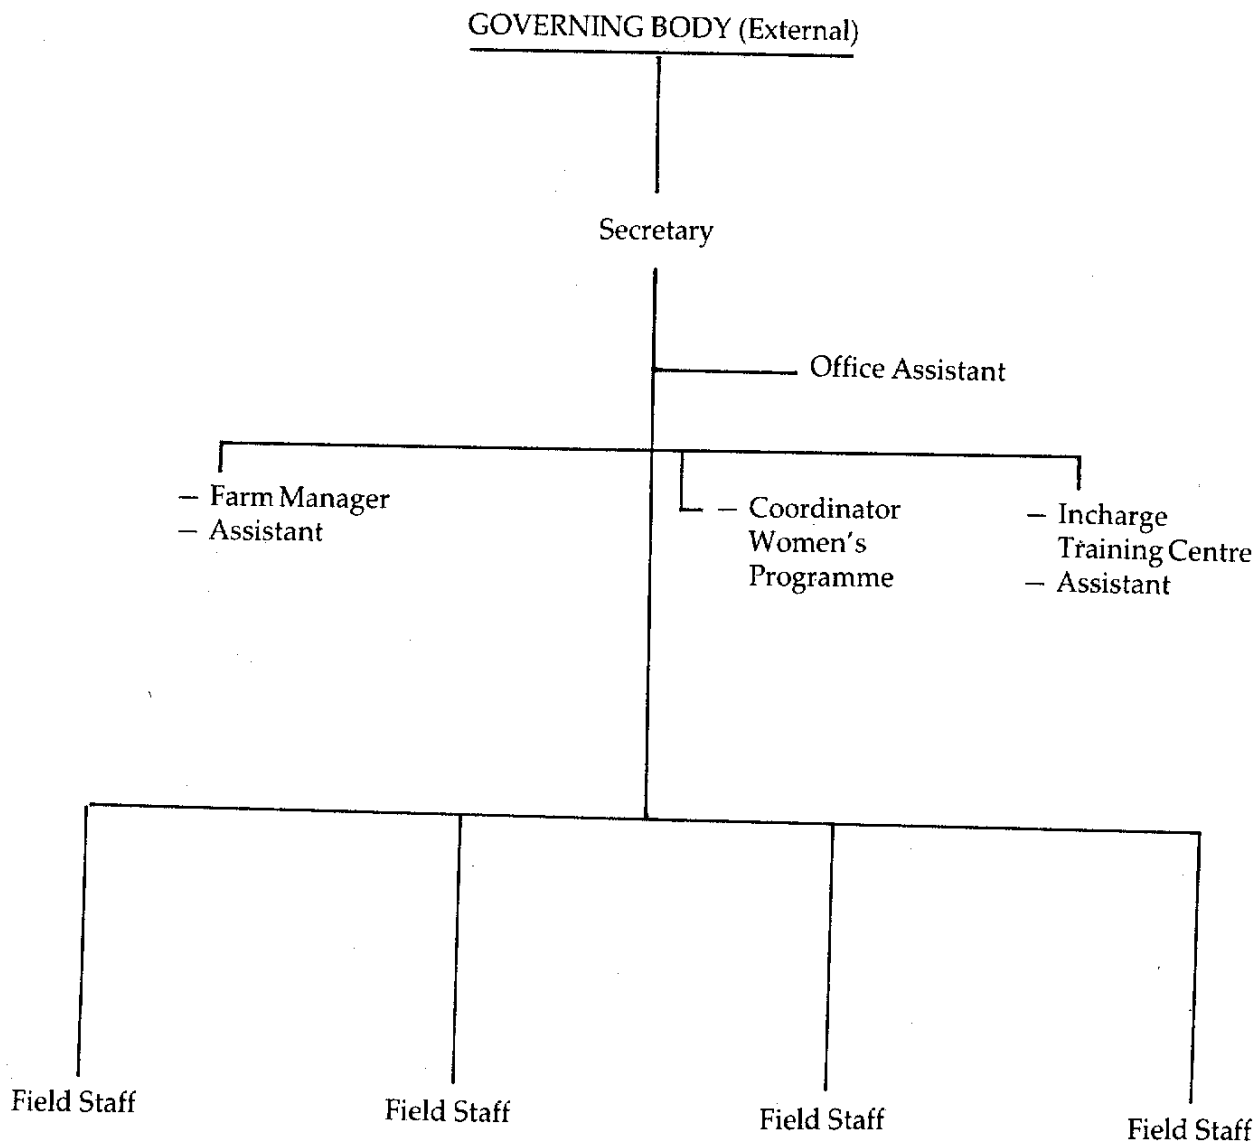 GOVERNING BODY (External)
Secretary
Office Assistant
– Farm Manager
– Assistant
– Coordinator
Women's
Programme
– Incharge
Training Centre
– Assistant
Field Staff
Field Staff
Field Staff
Field Staff